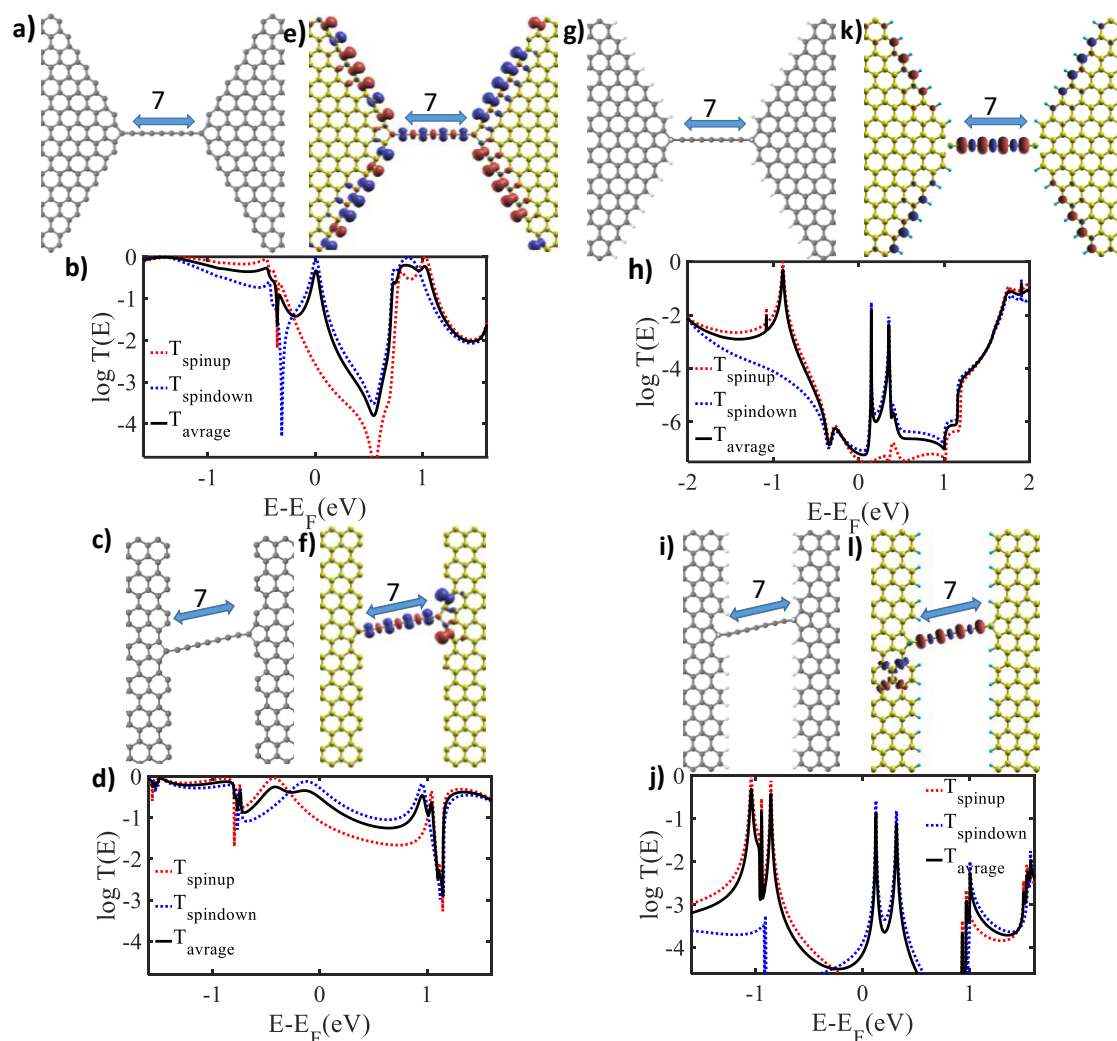 a)
7
e)
7
g)
7
k)
7
b)
0
-1
-2
-3
-4
log T(E)
T_spinup
T_spindown
T_avrage
-1
0
1
E-E_F(eV)
h)
0
-2
-4
-6
log T(E)
T_spinup
T_spindown
T_avrage
-2
-1
0
1
2
E-E_F(eV)
c)
7
f)
7
i)
7
l)
7
d)
0
-1
-2
-3
-4
log T(E)
T_spinup
T_spindown
T_avrage
-1
0
1
E-E_F(eV)
j)
0
-1
-2
-3
-4
log T(E)
T_spinup
T_spindown
T_avrage
-1
0
1
E-E_F(eV)